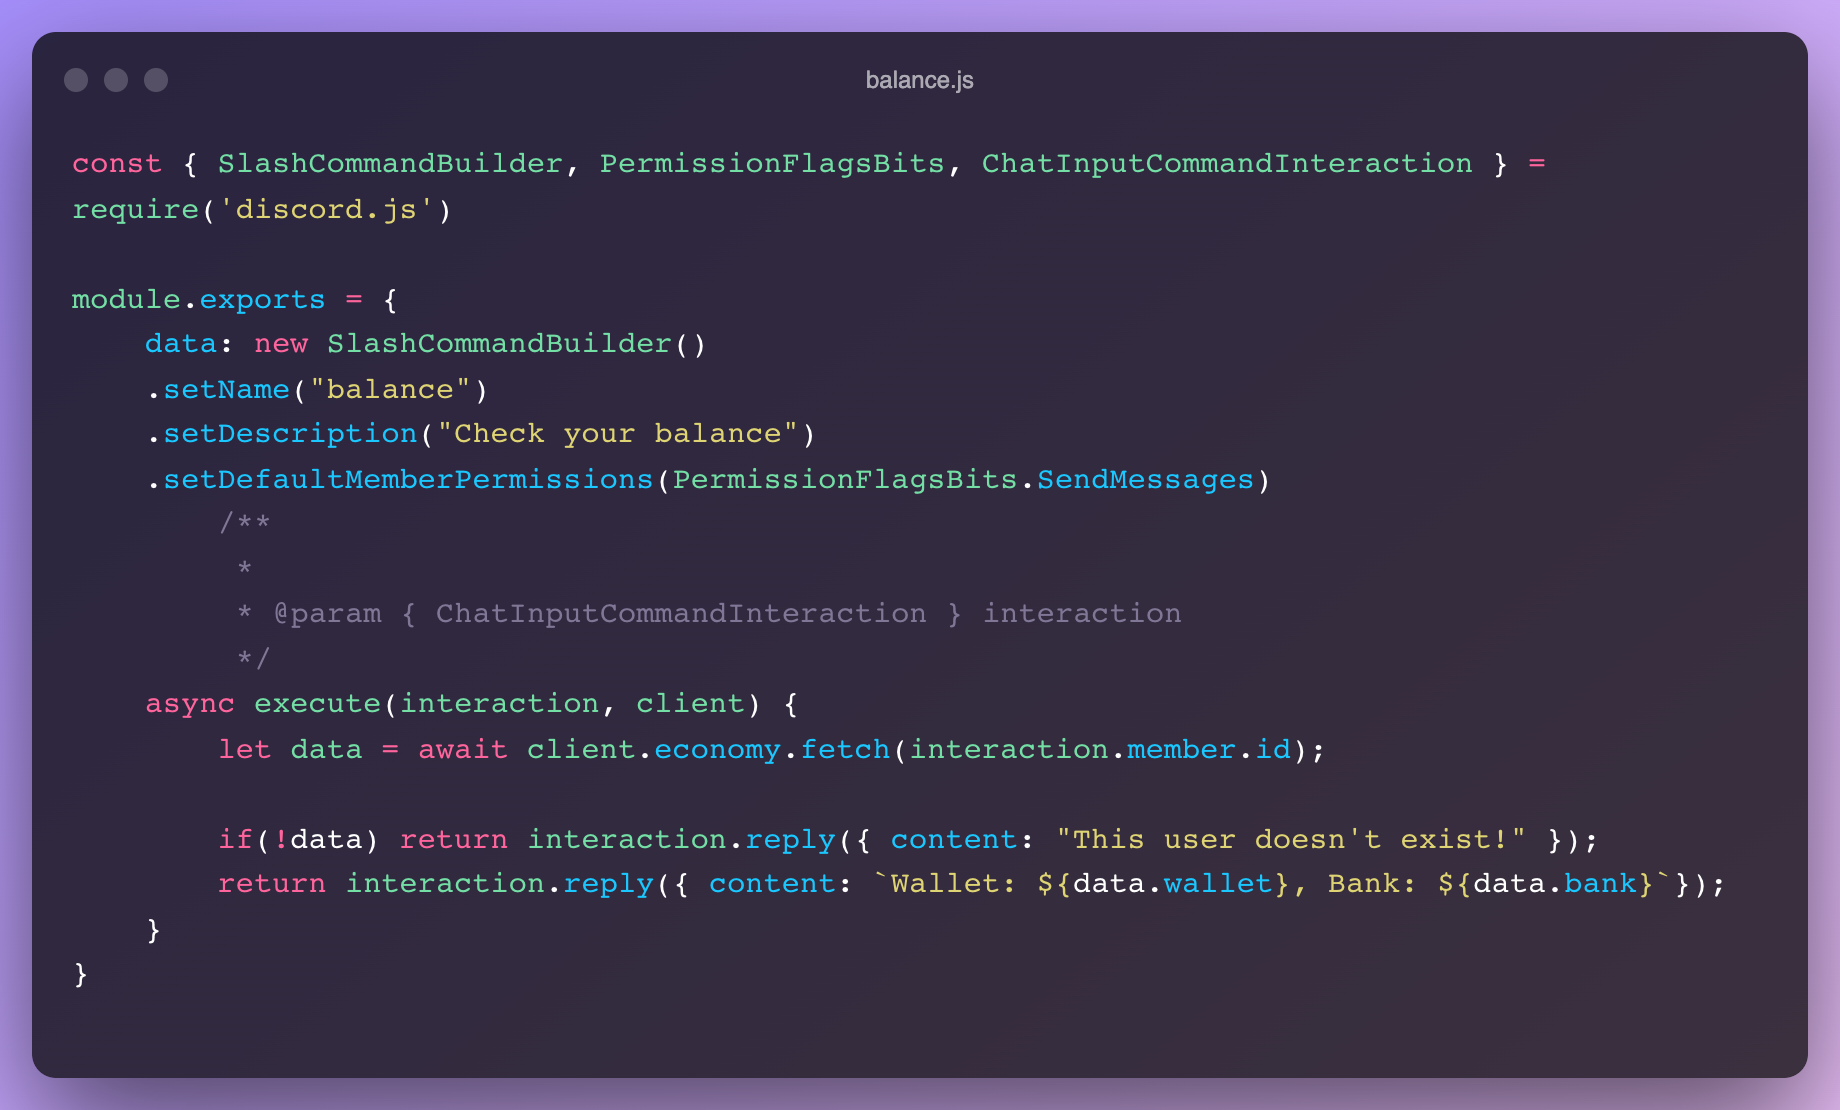 balance.js
const { SlashCommandBuilder, PermissionFlagsBits, ChatInputCommandInteraction } =
require('discord.js')

module.exports = {
    data: new SlashCommandBuilder()
    .setName("balance")
    .setDescription("Check your balance")
    .setDefaultMemberPermissions(PermissionFlagsBits.SendMessages)
        /**
         *
         * @param { ChatInputCommandInteraction } interaction
         */
    async execute(interaction, client) {
        let data = await client.economy.fetch(interaction.member.id);

        if(!data) return interaction.reply({ content: "This user doesn't exist!" });
        return interaction.reply({ content: `Wallet: ${data.wallet}, Bank: ${data.bank}`});
    }
}